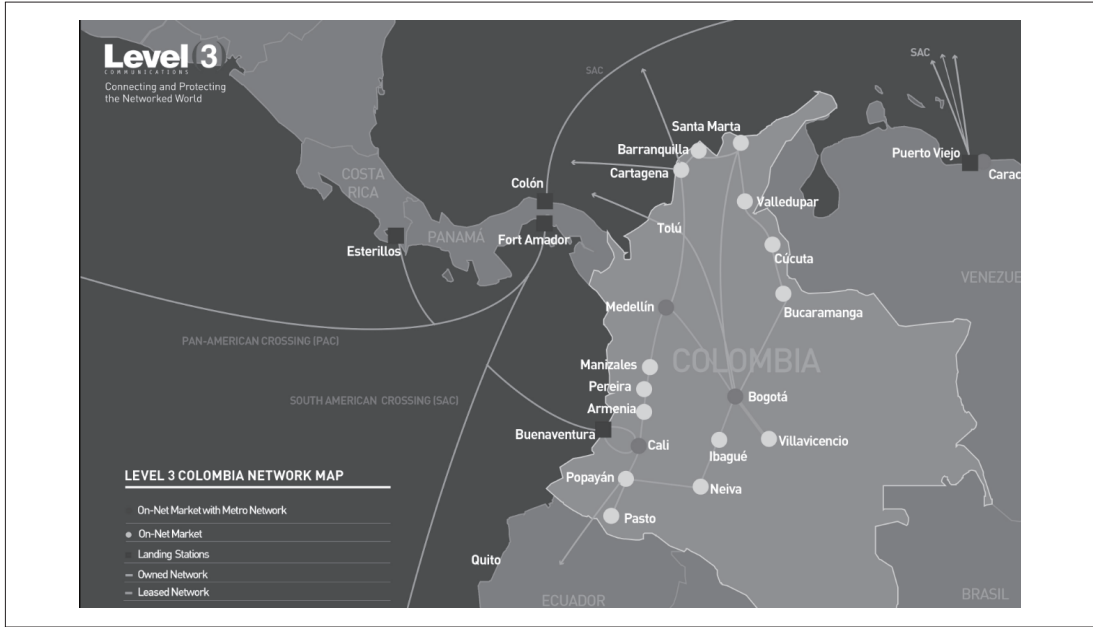 Level 3
COMMUNICATIONS
Connecting and Protecting
the Networked World
SAC
SAC
Santa Marta
Barranquilla
Cartagena
Puerto Viejo
Carac
COSTA
RICA
Colón
Valledupar
PANAMÁ
Fort Amador
Tolú
Esterillos
Cúcuta
VENEZUE
Medellín
Bucaramanga
PAN-AMERICAN CROSSING (PAC)
COLOMBIA
Manizales
Pereira
SOUTH AMERICAN CROSSING (SAC)
Bogotá
Armenia
Buenaventura
Cali
Ibagué
Villavicencio
LEVEL 3 COLOMBIA NETWORK MAP
Popayán
Neiva
On-Net Market with Metro Network
Pasto
On-Net Market
Landing Stations
Quito
Owned Network
Leased Network
ECUADOR
BRASIL